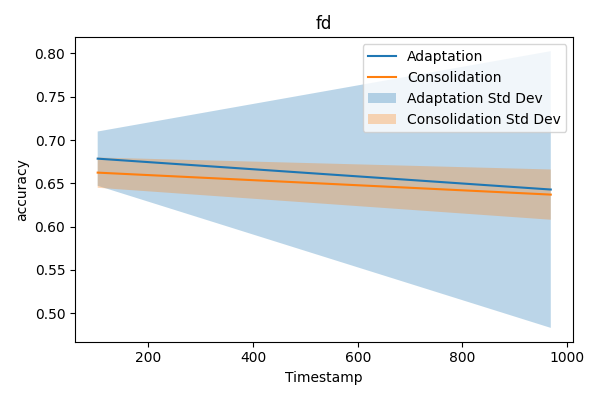 fd
Adaptation
Consolidation
Adaptation Std Dev
Consolidation Std Dev
accuracy
0.80
0.75
0.70
0.65
0.60
0.55
0.50
200
400
600
800
1000
Timestamp